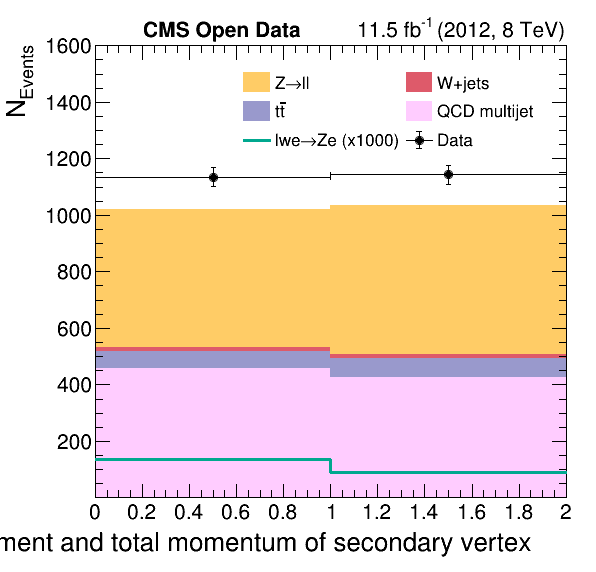 CMS Open Data 11.5 fb⁻¹ (2012, 8 TeV)
N_Events
1600
1400
1200
1000
800
600
400
200
Z→ll W+jets
tt̄ QCD multijet
lwe→Ze (x1000) Data
0 0.2 0.4 0.6 0.8 1 1.2 1.4 1.6 1.8 2
ment and total momentum of secondary vertex